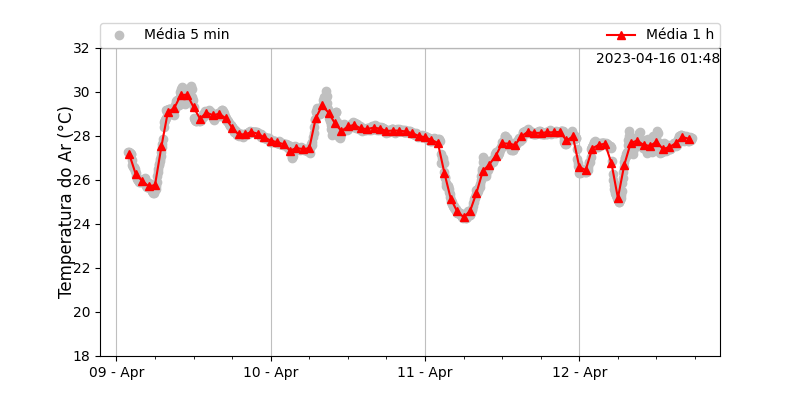 Média 5 min
Média 1 h
2023-04-16 01:48
Temperatura do Ar (°C)
32
30
28
26
24
22
20
18
09 - Apr
10 - Apr
11 - Apr
12 - Apr